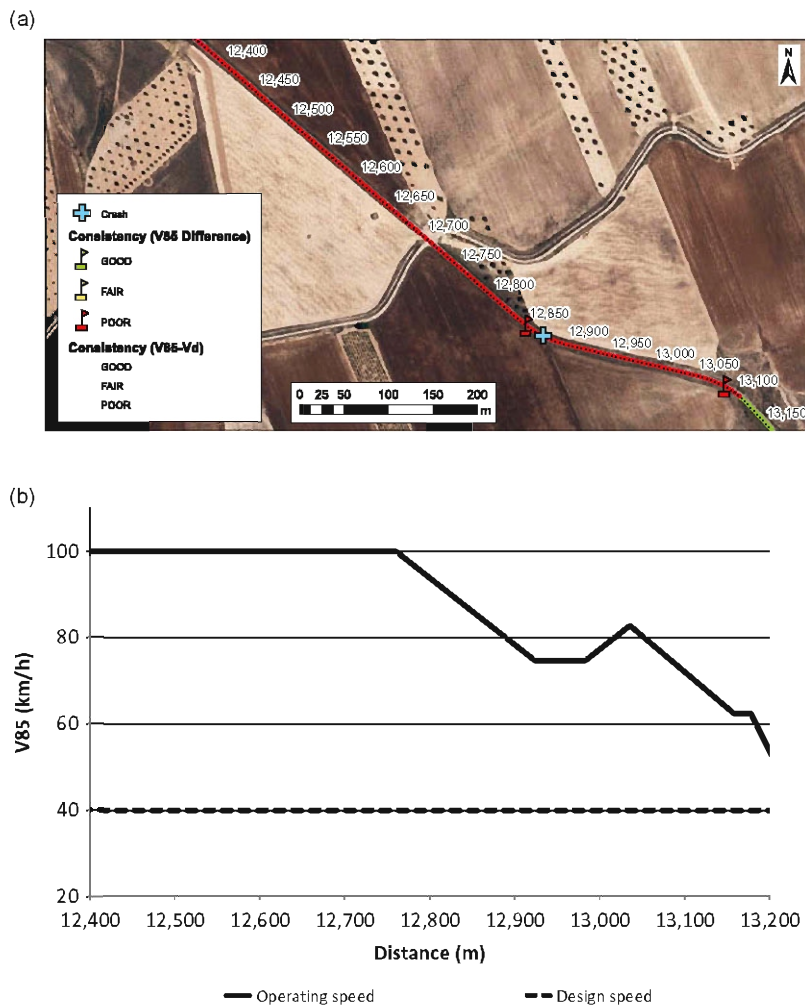 (a)
N
12,400
12,450
12,500
12,550
12,600
12,650
12,700
12,750
12,800
12,850
12,900
12,950
13,000
13,050
13,100
13,150
Crash
Consistency (V85 Difference)
GOOD
FAIR
POOR
Consistency (V85-Vd)
GOOD
FAIR
POOR
0 25 50 100 150 200
m
(b)
V85 (km/h)
100
80
60
40
20
12,400 12,500 12,600 12,700 12,800 12,900 13,000 13,100 13,200
Distance (m)
Operating speed Design speed